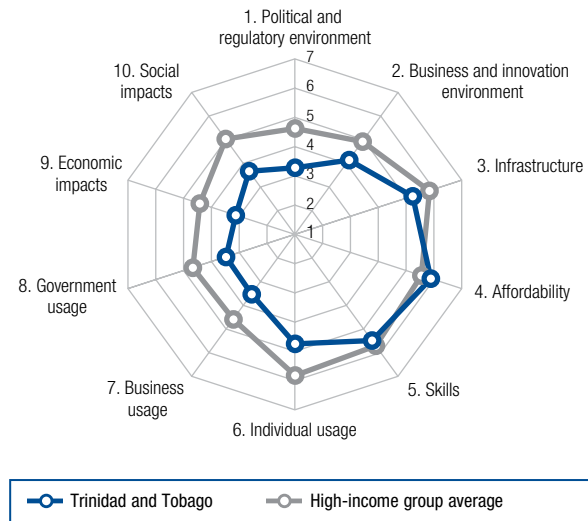 1. Political and
regulatory environment
2. Business and innovation
environment
3. Infrastructure
4. Affordability
5. Skills
6. Individual usage
7. Business
usage
8. Government
usage
9. Economic
impacts
10. Social
impacts
7
6
5
4
3
2
1
Trinidad and Tobago
High-income group average